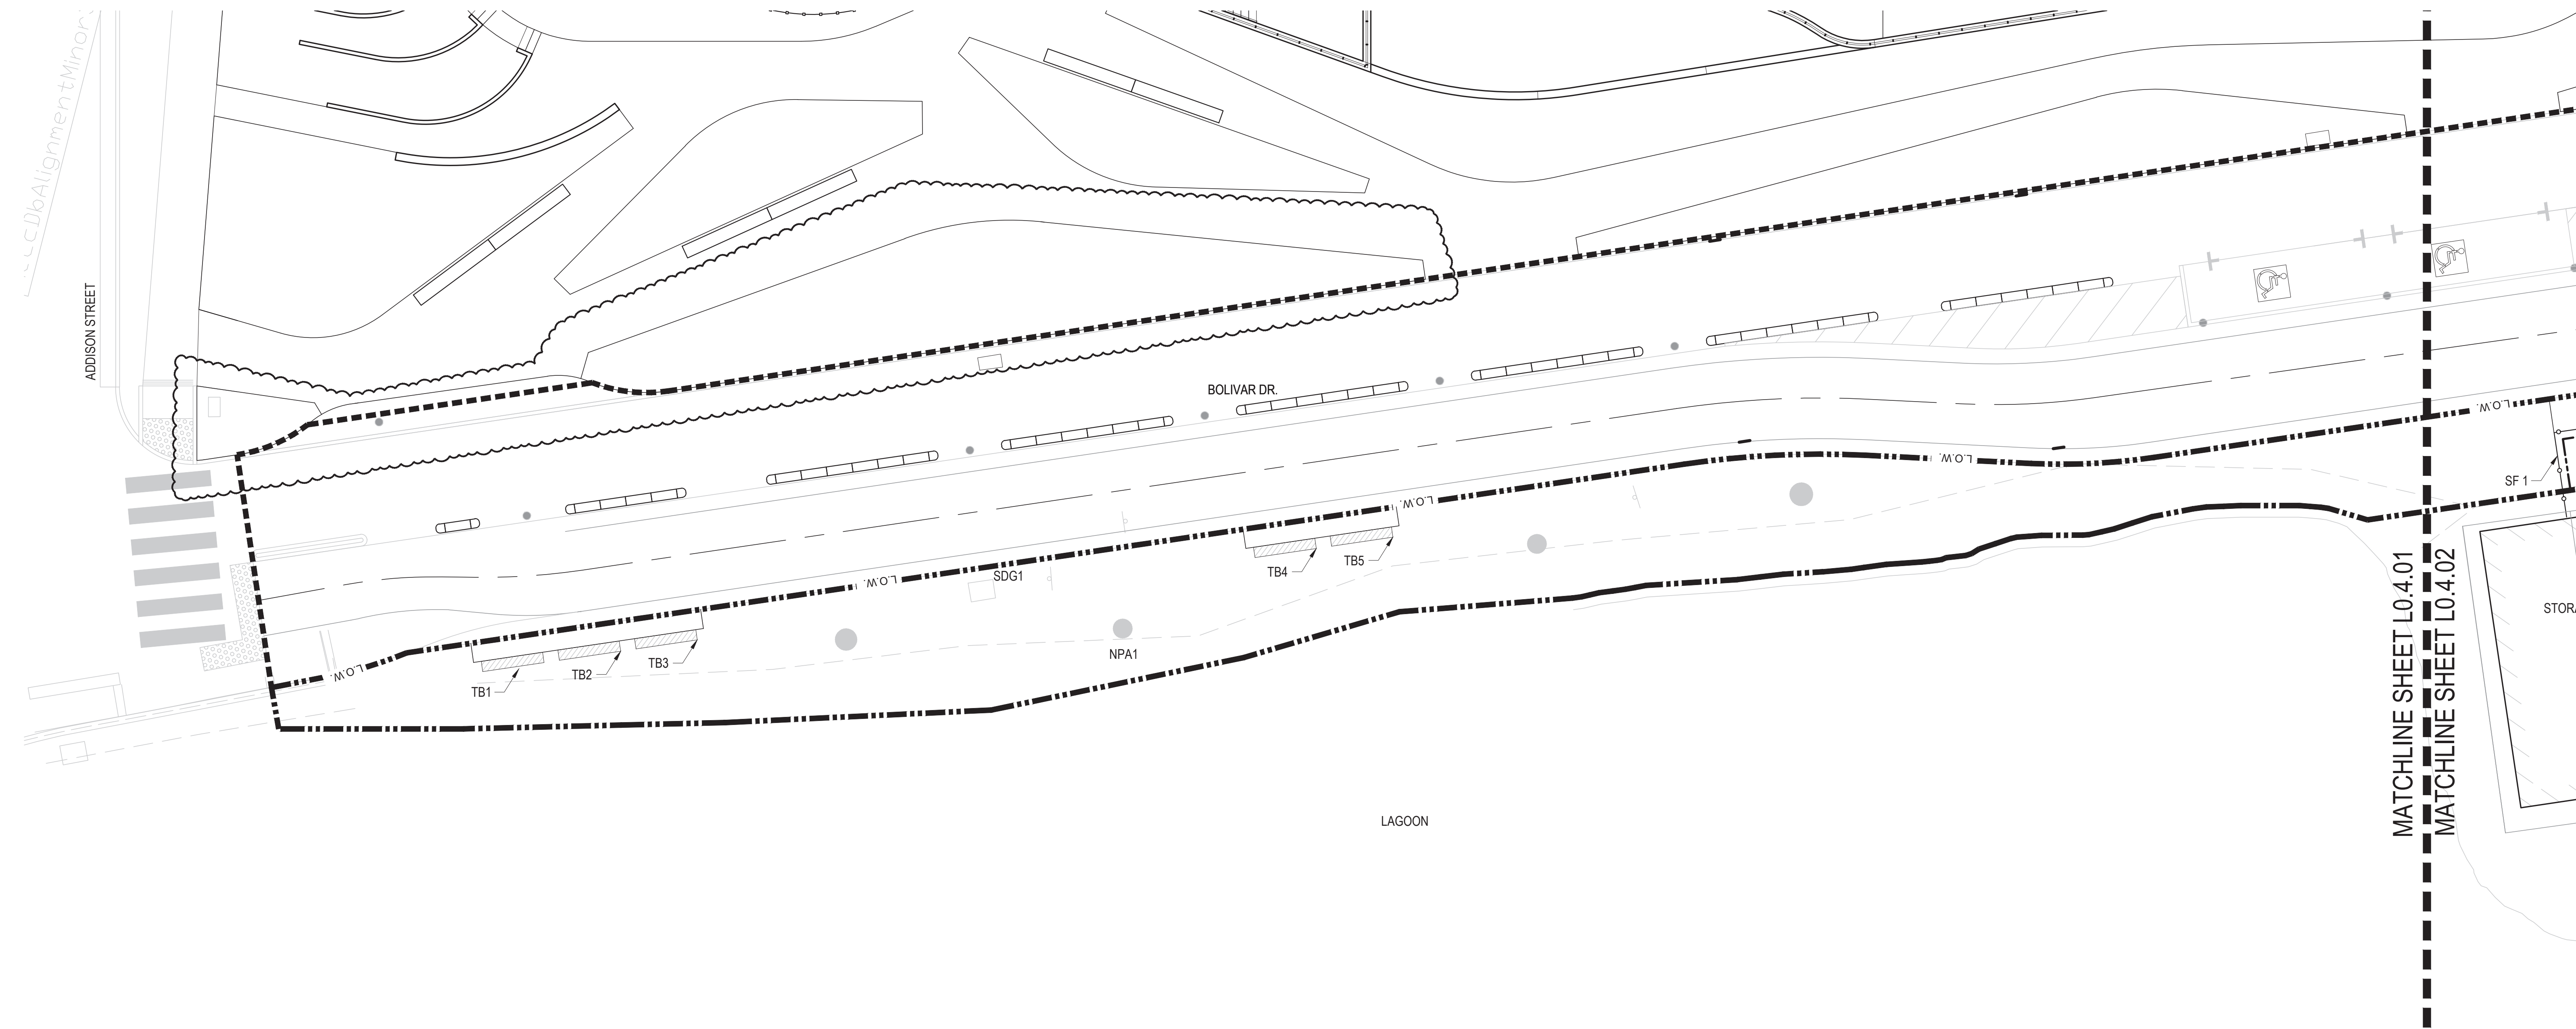 ADDISON STREET
BOLIVAR DR.
L.O.W.
L.O.W.
L.O.W.
L.O.W.
L.O.W.
SF 1
SDG1
TB4
TB5
NPA1
TB1
TB2
TB3
LAGOON
MATCHLINE SHEET L0.4.01
MATCHLINE SHEET L0.4.02